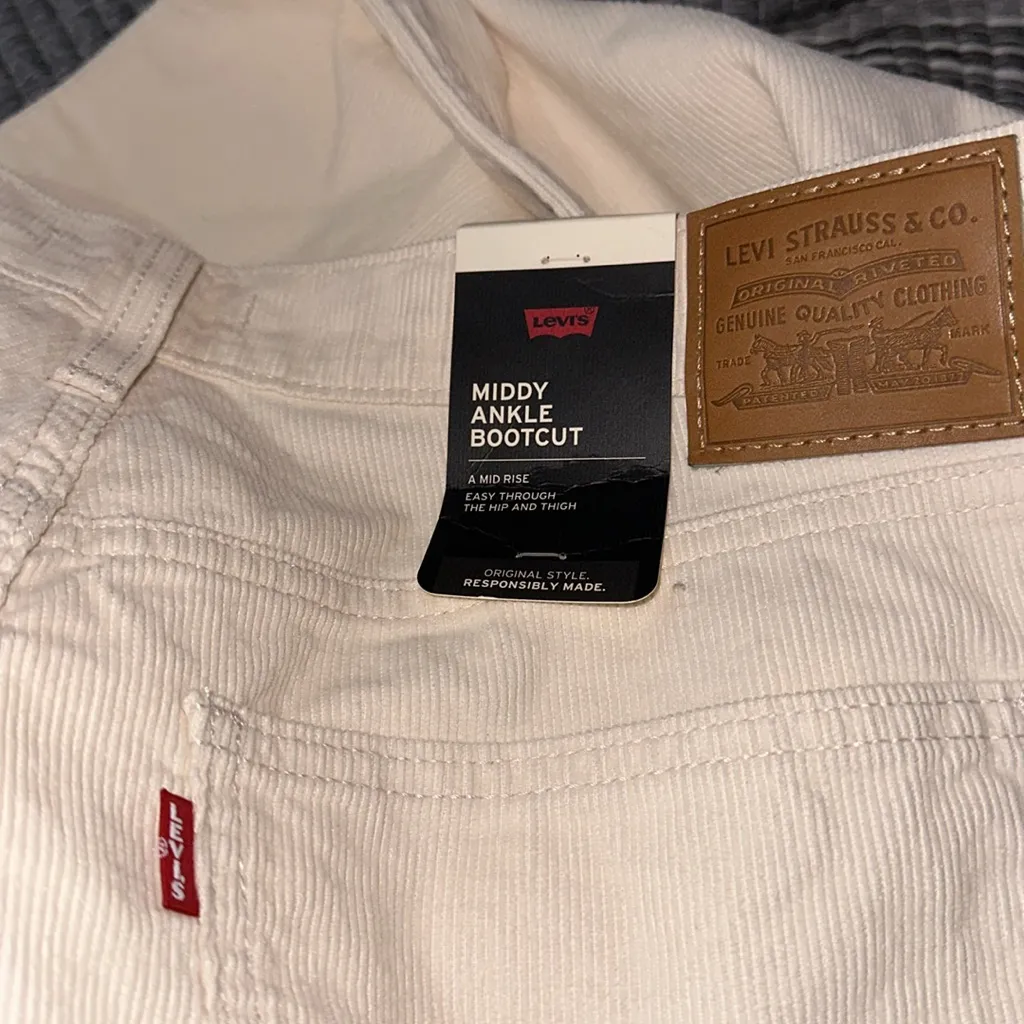 Levi's®
MIDDY
ANKLE
BOOTCUT
A MID RISE
EASY THROUGH
THE HIP AND THIGH
ORIGINAL STYLE.
RESPONSIBLY MADE.
LEVI STRAUSS & CO.
SAN FRANCISCO CAL.
ORIGINAL RIVETED
GENUINE QUALITY CLOTHING
TRADE MARK
PATENTED
LEVI'S
®